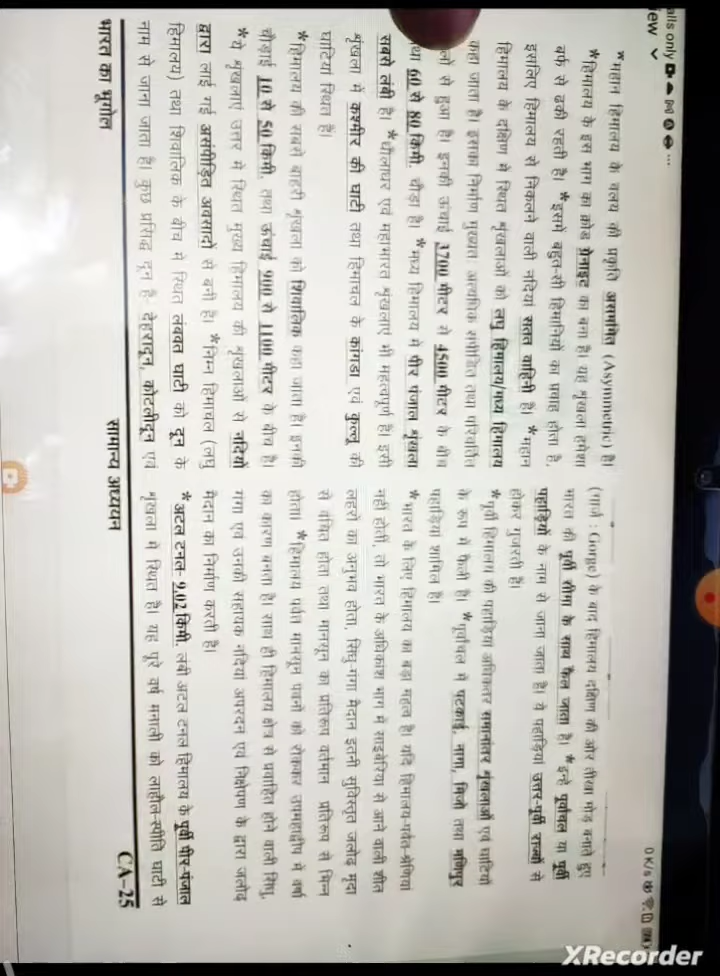 alls only
0 K/s
iew
*महान हिमालय के वलय की प्रकृति असममित (Asymmetric) है।
*हिमालय के इस भाग का क्रोड ग्रेनाइट का बना है। यह श्रृंखला हमेशा
बर्फ से ढकी रहती है। *इसमें बहुत-सी हिमानियों का प्रवाह होता है,
इसलिए हिमालय से निकलने वाली नदियां सतत वाहिनी हैं। *महान
हिमालय के दक्षिण में स्थित श्रृंखलाओं को लघु हिमालय/मध्य हिमालय
कहा जाता है। इसका निर्माण मुख्यतः अत्यधिक संपीडित तथा परिवर्तित
लों से हुआ है। इनकी ऊंचाई 3700 मीटर से 4500 मीटर के बीच
था 60 से 80 किमी. चौड़ा है। *मध्य हिमालय में पीर पंजाल श्रृंखला
सबसे लंबी है। *धौलाधर एवं महाभारत श्रृंखलाएं भी महत्वपूर्ण हैं। इसी
श्रृंखला में कश्मीर की घाटी तथा हिमाचल के कांगड़ा एवं कुल्लू की
घाटियां स्थित हैं।
*हिमालय की सबसे बाहरी श्रृंखला को शिवालिक कहा जाता है। इनकी
चौड़ाई 10 से 50 किमी. तथा ऊंचाई 900 से 1100 मीटर के बीच है।
*ये श्रृंखलाएं उत्तर में स्थित मुख्य हिमालय की श्रृंखलाओं से नदियों
द्वारा लाई गई असंपीड़ित अवसादों से बनी है। *निम्न हिमाचल (लघु
हिमालय) तथा शिवालिक के बीच में स्थित लंबवत घाटी को दून के
नाम से जाना जाता है। कुछ प्रसिद्ध दून हैं- देहरादून, कोटलीदून एवं
(गार्ज : Gorge) के बाद हिमालय दक्षिण की ओर तीखा मोड़ बनाते हुए
भारत की पूर्वी सीमा के साथ फैल जाता है। *इन्हें पूर्वांचल या पूर्वी
पहाड़ियों के नाम से जाना जाता है। ये पहाड़ियां उत्तर-पूर्वी राज्यों से
होकर गुजरती हैं।
*पूर्वी हिमालय की पहाड़ियां अधिकतर समानांतर श्रृंखलाओं एवं घाटियों
के रूप में फैली हैं। *पूर्वांचल में पटकाई, नागा, मिजो तथा मणिपुर
पहाड़ियां शामिल हैं।
*भारत के लिए हिमालय का बड़ा महत्व है। यदि हिमालय पर्वत-श्रेणियां
नहीं होतीं, तो भारत के अधिकांश भाग में साइबेरिया से आने वाली शीत
लहरों का अनुभव होता, सिंधु-गंगा मैदान इतनी सुविस्तृत जलोढ़ मृदा
से वंचित होता तथा मानसून का प्रतिरूप वर्तमान प्रतिरूप से भिन्न
होता। *हिमालय पर्वत मानसून पवनों को रोककर उपमहाद्वीप में वर्षा
का कारण बनता है। साथ ही हिमालय क्षेत्र से प्रवाहित होने वाली सिंधु,
गंगा एवं उनकी सहायक नदियां अपरदन एवं निक्षेपण के द्वारा जलोढ़
मैदान का निर्माण करती हैं।
*अटल टनल- 9.02 किमी. लंबी अटल टनल हिमालय के पूर्वी पीर-पंजाल
श्रृंखला में स्थित है। यह पूरे वर्ष मनाली को लाहौल-स्पीति घाटी से
भारत का भूगोल
सामान्य अध्ययन
CA-25
XRecorder